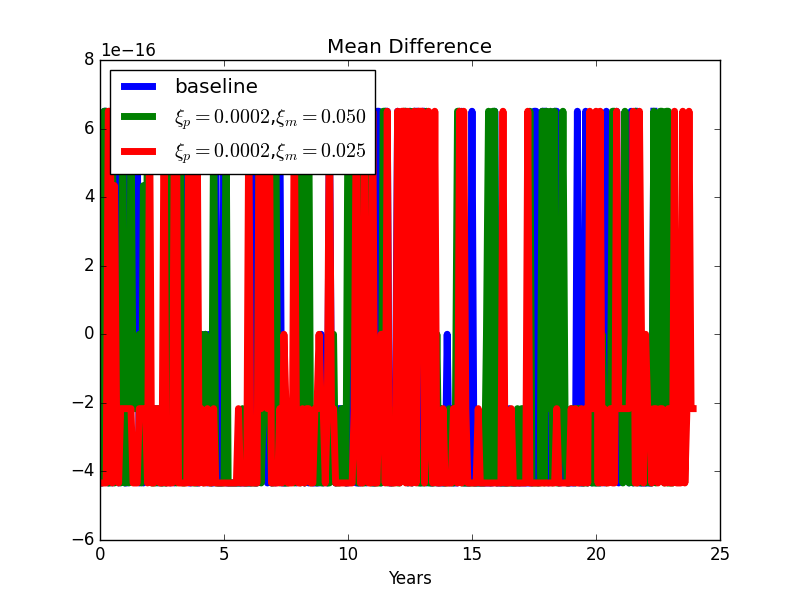 Mean Difference
1e−16
8
6
4
2
0
−2
−4
−6
baseline
ξp = 0.0002,ξm = 0.050
ξp = 0.0002,ξm = 0.025
0 5 10 15 20 25
Years